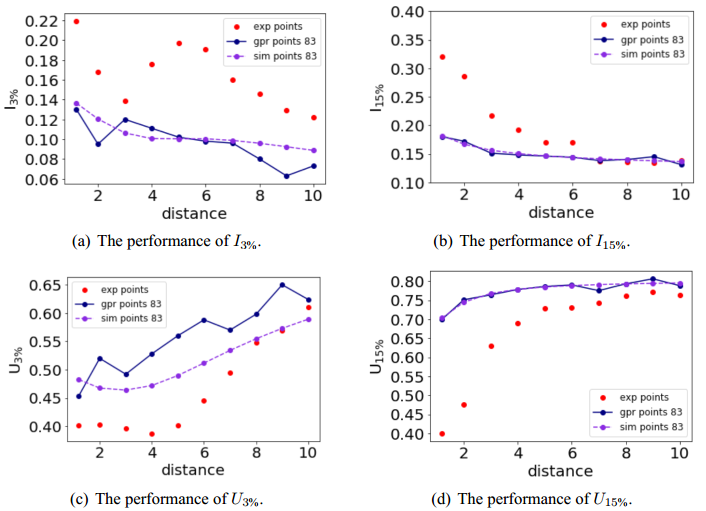 0.22
0.20
0.18
0.16
0.14
0.12
0.10
0.08
0.06
I3%
exp points
gpr points 83
sim points 83
2 4 6 8 10
distance
(a) The performance of I3%.
0.40
0.35
0.30
0.25
0.20
0.15
0.10
I15%
exp points
gpr points 83
sim points 83
2 4 6 8 10
distance
(b) The performance of I15%.
0.65
0.60
0.55
0.50
0.45
0.40
U3%
exp points
gpr points 83
sim points 83
2 4 6 8 10
distance
(c) The performance of U3%.
0.80
0.75
0.70
0.65
0.60
0.55
0.50
0.45
0.40
U15%
exp points
gpr points 83
sim points 83
2 4 6 8 10
distance
(d) The performance of U15%.